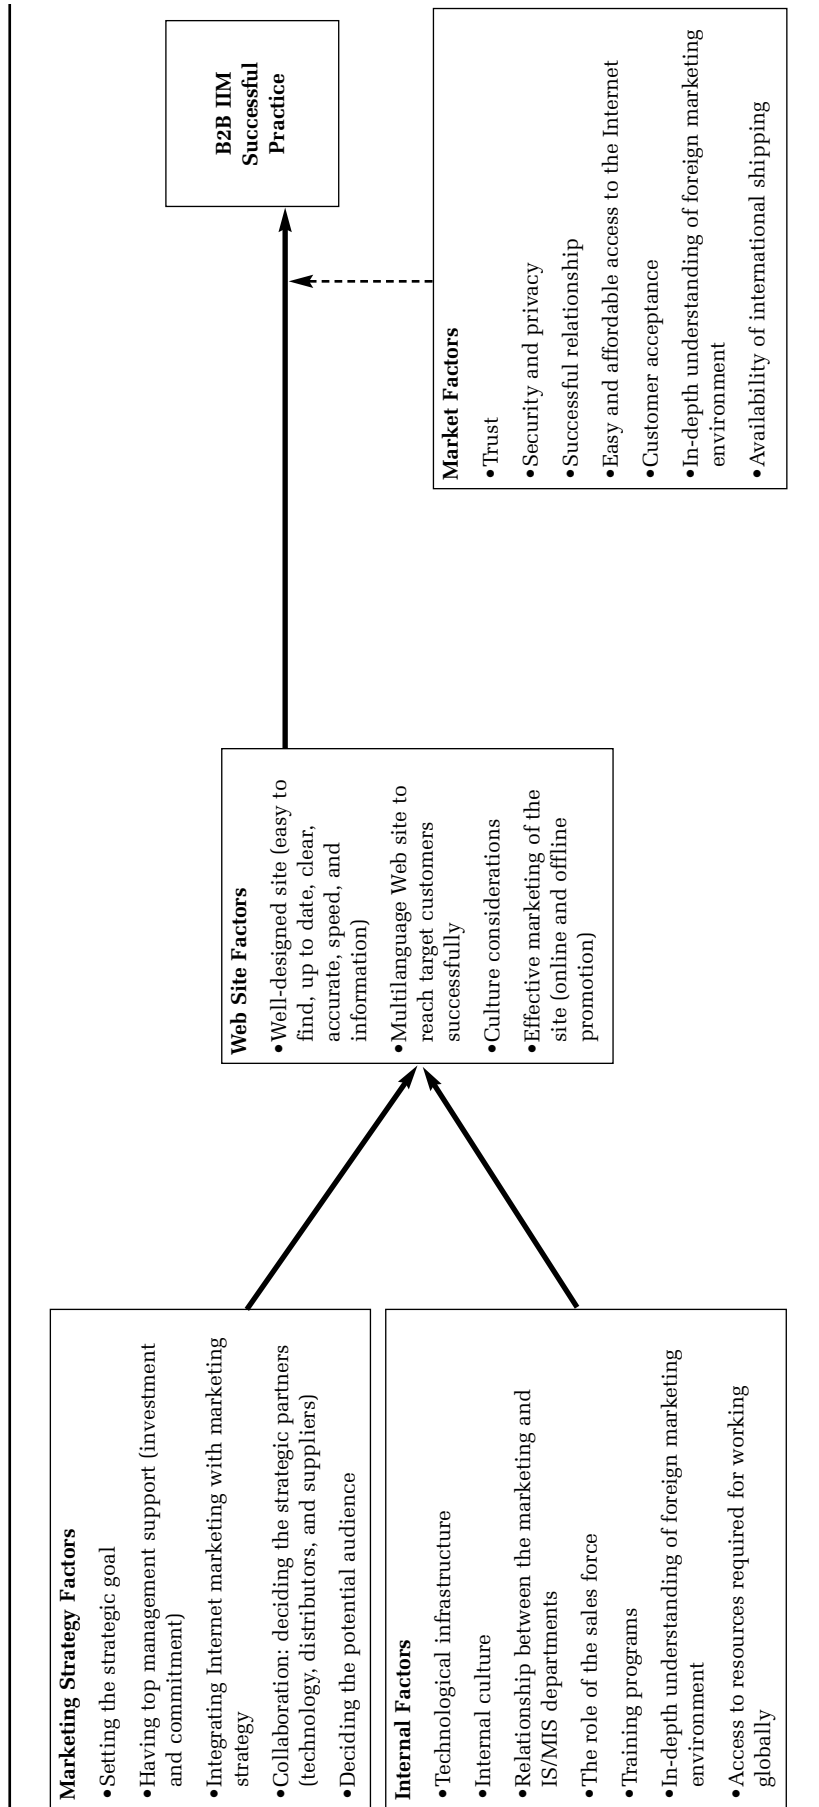 Marketing Strategy Factors
•Setting the strategic goal
•Having top management support (investment
and commitment)
•Integrating Internet marketing with marketing
strategy
•Collaboration: deciding the strategic partners
(technology, distributors, and suppliers)
•Deciding the potential audience
Internal Factors
•Technological infrastructure
•Internal culture
•Relationship between the marketing and
IS/MIS departments
•The role of the sales force
•Training programs
•In-depth understanding of foreign marketing
environment
•Access to resources required for working
globally
Web Site Factors
•Well-designed site (easy to
find, up to date, clear,
accurate, speed, and
information)
•Multilanguage Web site to
reach target customers
successfully
•Culture considerations
•Effective marketing of the
site (online and offline
promotion)
B2B IIM
Successful
Practice
Market Factors
•Trust
•Security and privacy
•Successful relationship
•Easy and affordable access to the Internet
•Customer acceptance
•In-depth understanding of foreign marketing
environment
•Availability of international shipping